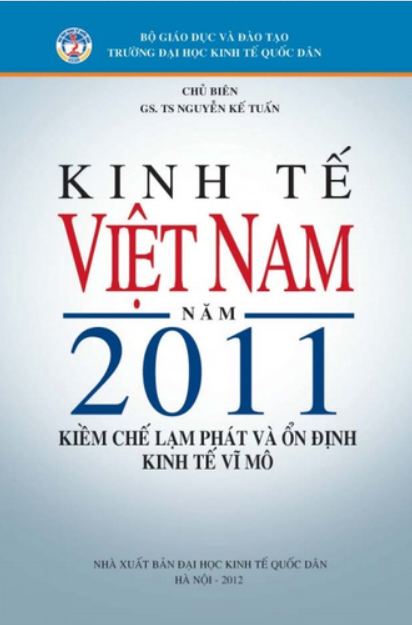 BỘ GIÁO DỤC VÀ ĐÀO TẠO
TRƯỜNG ĐẠI HỌC KINH TẾ QUỐC DÂN
CHỦ BIÊN
GS. TS NGUYỄN KẾ TUẤN
KINH TẾ
VIỆT NAM
NĂM
2011
KIỀM CHẾ LẠM PHÁT VÀ ỔN ĐỊNH
KINH TẾ VĨ MÔ
NHÀ XUẤT BẢN ĐẠI HỌC KINH TẾ QUỐC DÂN
HÀ NỘI - 2012